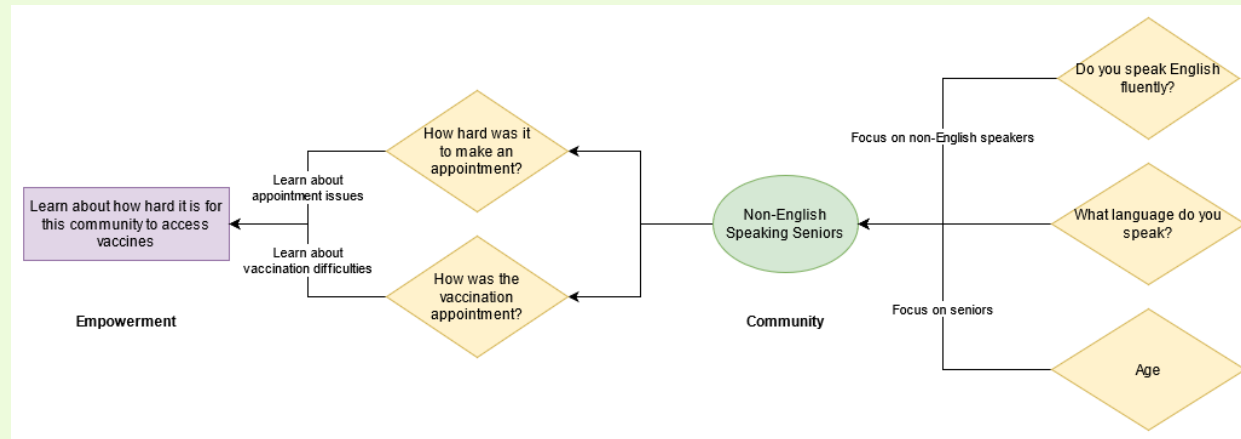 Learn about how hard it is for
this community to access
vaccines
Empowerment
Learn about
appointment issues
Learn about
vaccination difficulties
How hard was it
to make an
appointment?
How was the
vaccination
appointment?
Non-English
Speaking Seniors
Community
Focus on non-English speakers
Focus on seniors
Do you speak English
fluently?
What language do you
speak?
Age